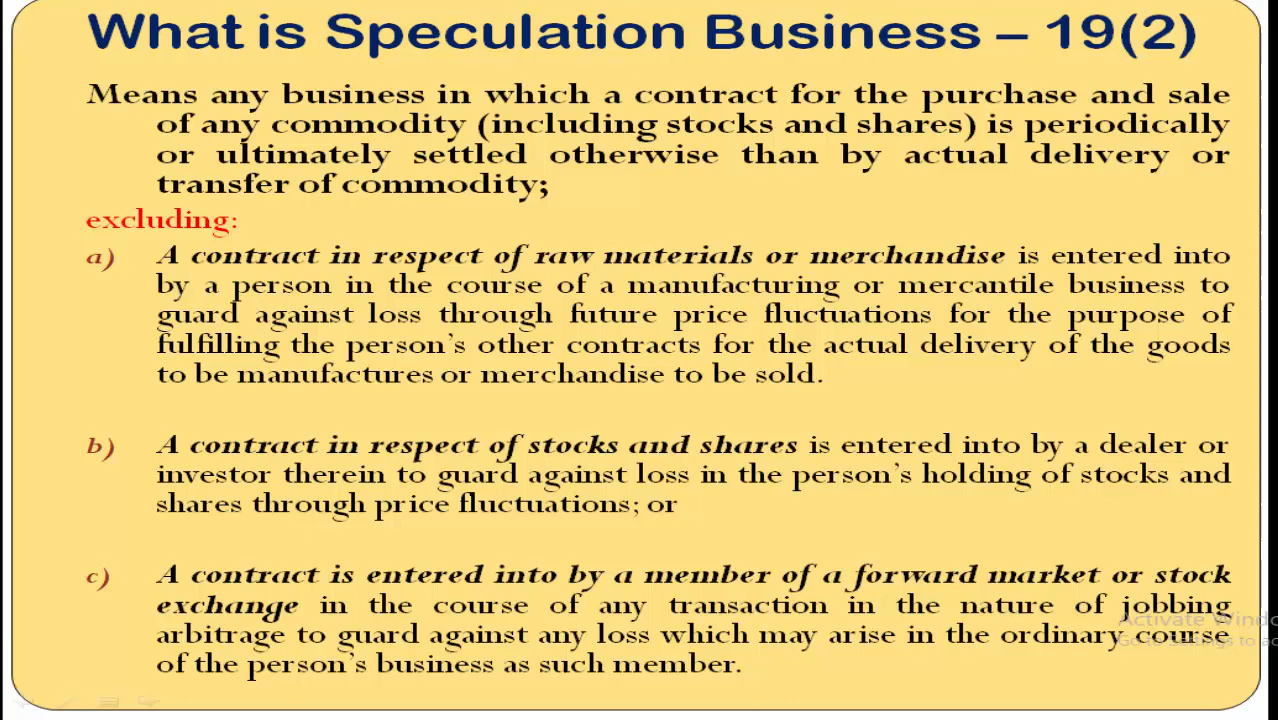 What is Speculation Business – 19(2)
Means any business in which a contract for the purchase and sale
of any commodity (including stocks and shares) is periodically
or ultimately settled otherwise than by actual delivery or
transfer of commodity;
excluding:
a) A contract in respect of raw materials or merchandise is entered into
by a person in the course of a manufacturing or mercantile business to
guard against loss through future price fluctuations for the purpose of
fulfilling the person's other contracts for the actual delivery of the goods
to be manufactures or merchandise to be sold.
b) A contract in respect of stocks and shares is entered into by a dealer or
investor therein to guard against loss in the person's holding of stocks and
shares through price fluctuations; or
c) A contract is entered into by a member of a forward market or stock
exchange in the course of any transaction in the nature of jobbing
arbitrage to guard against any loss which may arise in the ordinary course
of the person's business as such member.
Activate Windo
Go to Settings to ac